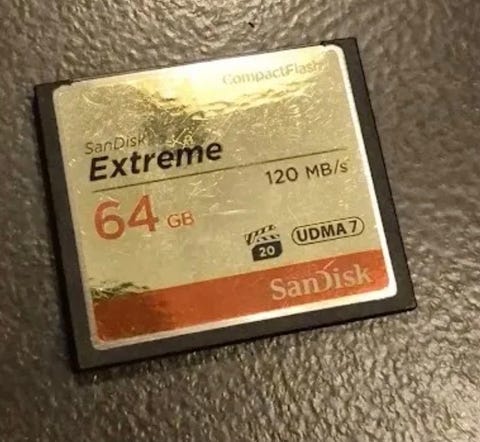 CompactFlash
SanDisk
Extreme
120 MB/s
64 GB
20 UDMA 7
SanDisk